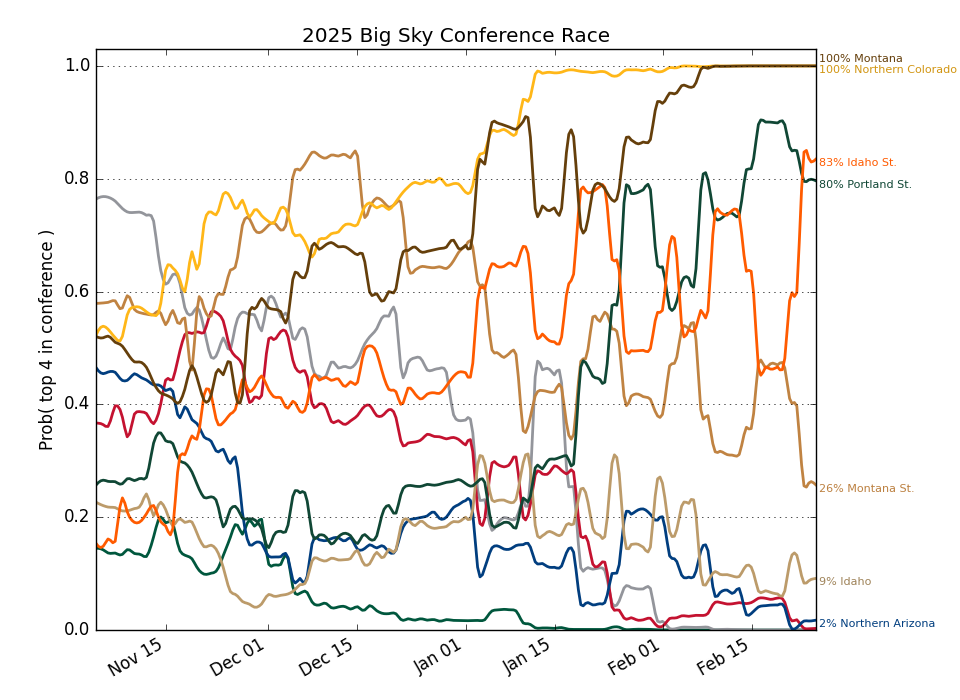 2025 Big Sky Conference Race
Prob( top 4 in conference )
1.0
0.8
0.6
0.4
0.2
0.0
Nov 15
Dec 01
Dec 15
Jan 01
Jan 15
Feb 01
Feb 15
100% Montana
100% Northern Colorado
83% Idaho St.
80% Portland St.
26% Montana St.
9% Idaho
2% Northern Arizona